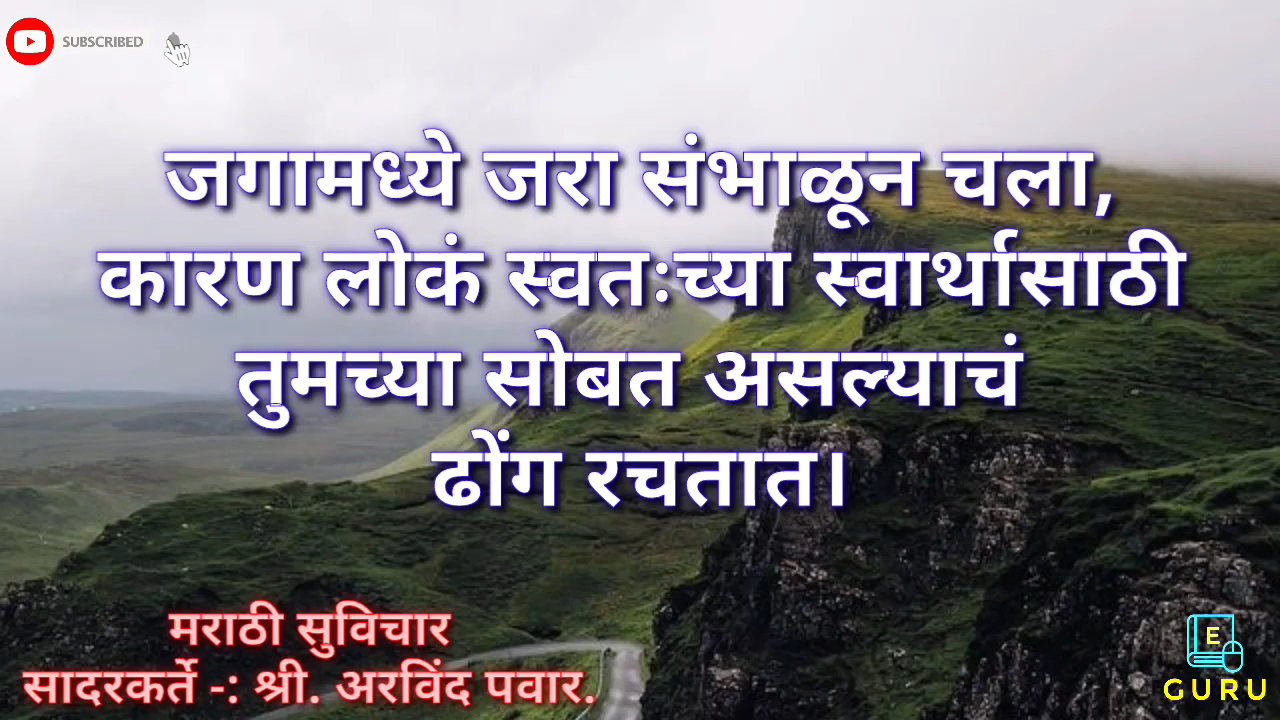 SUBSCRIBED
जगामध्ये जरा संभाळून चला,
कारण लोकं स्वतःच्या स्वार्थासाठी
तुमच्या सोबत असल्याचं
ढोंग रचतात।
मराठी सुविचार
सादरकर्ते -: श्री. अरविंद पवार.
E
GURU